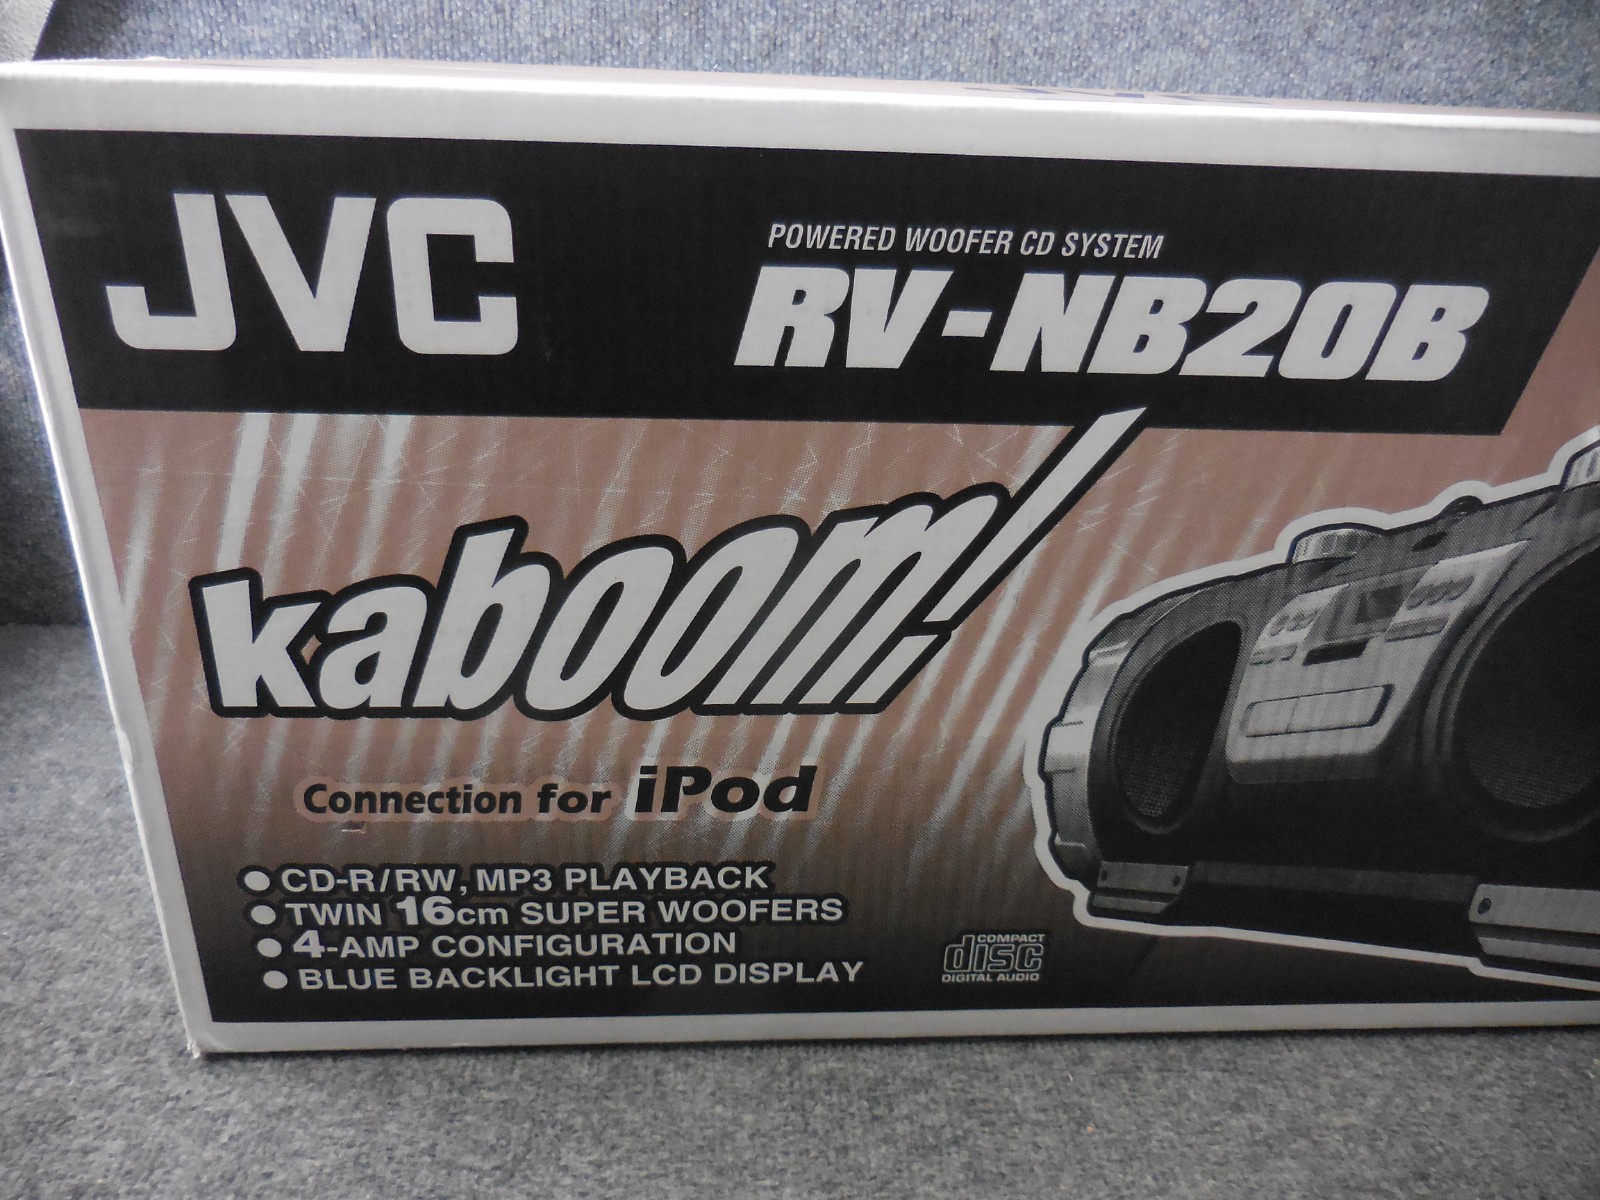 JVC
POWERED WOOFER CD SYSTEM
RV-NB20B
kaboom!
Connection for iPod
●CD-R/RW, MP3 PLAYBACK
●TWIN 16cm SUPER WOOFERS
●4-AMP CONFIGURATION
●BLUE BACKLIGHT LCD DISPLAY
COMPACT
disc
DIGITAL AUDIO